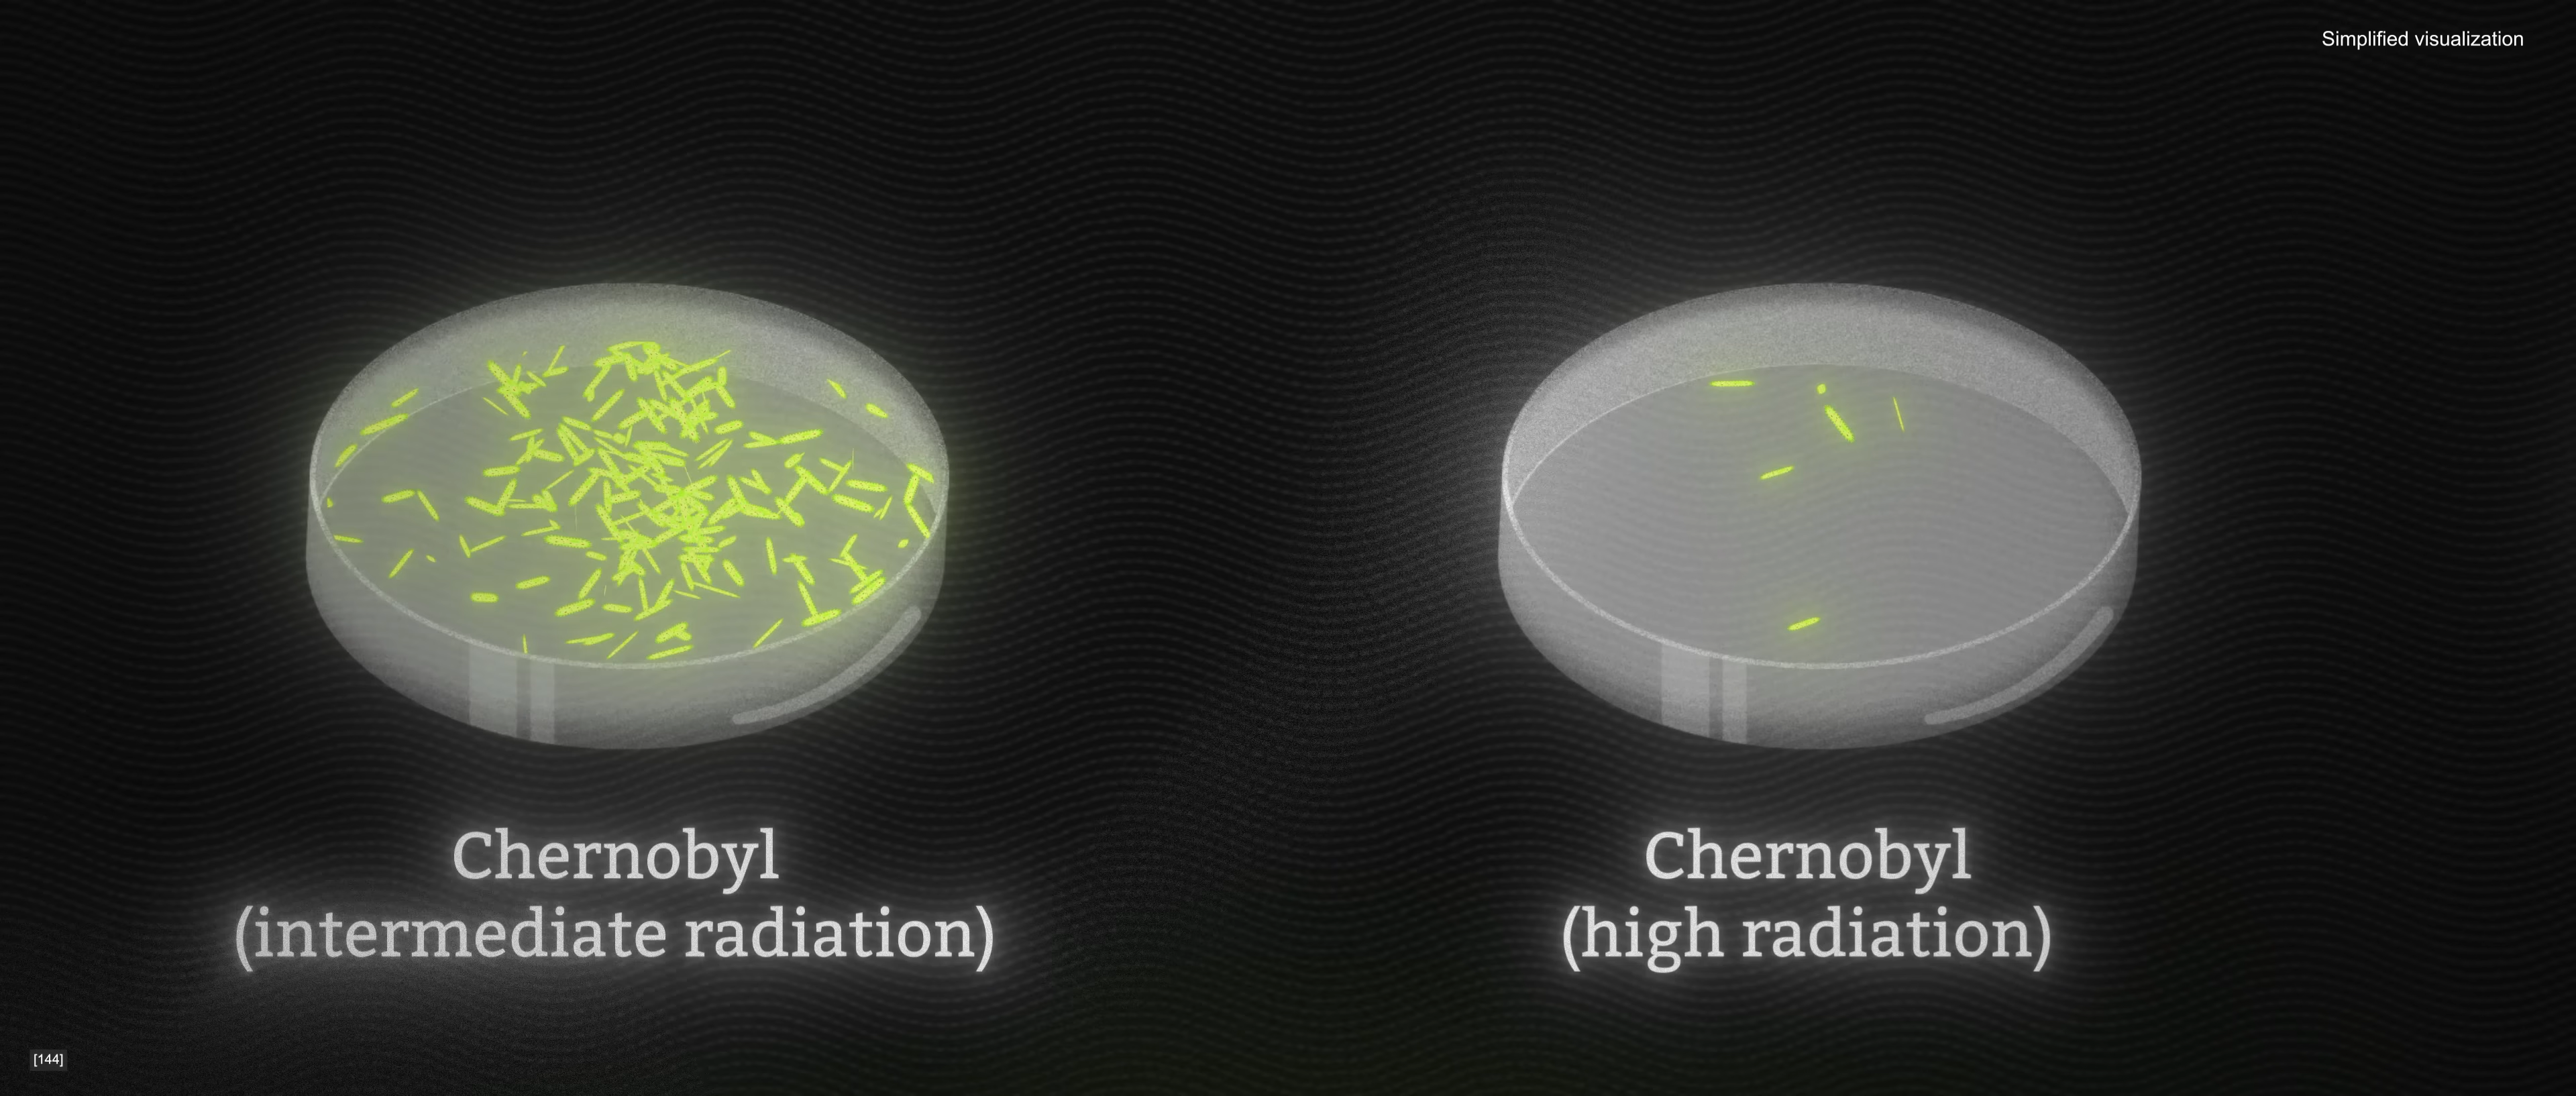 Simplified visualization
Chernobyl
(intermediate radiation)
Chernobyl
(high radiation)
[144]